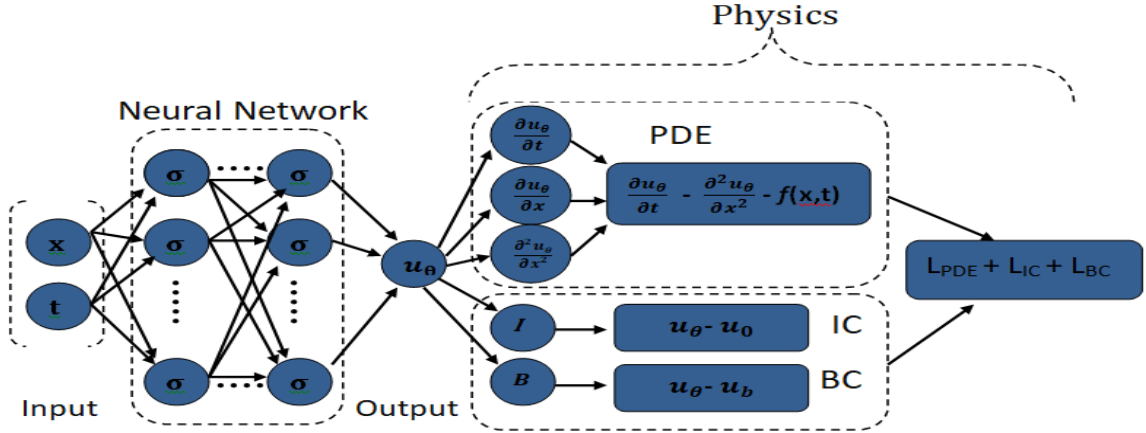 Physics
Neural Network
PDE
∂u_θ/∂t
∂u_θ/∂x
∂²u_θ/∂x²
∂u_θ/∂t - ∂²u_θ/∂x² - f(x,t)
σ σ
σ σ
σ σ
x
t
u_θ
L_PDE + L_IC + L_BC
I
u_θ - u_0
IC
B
u_θ - u_b
BC
Input
Output